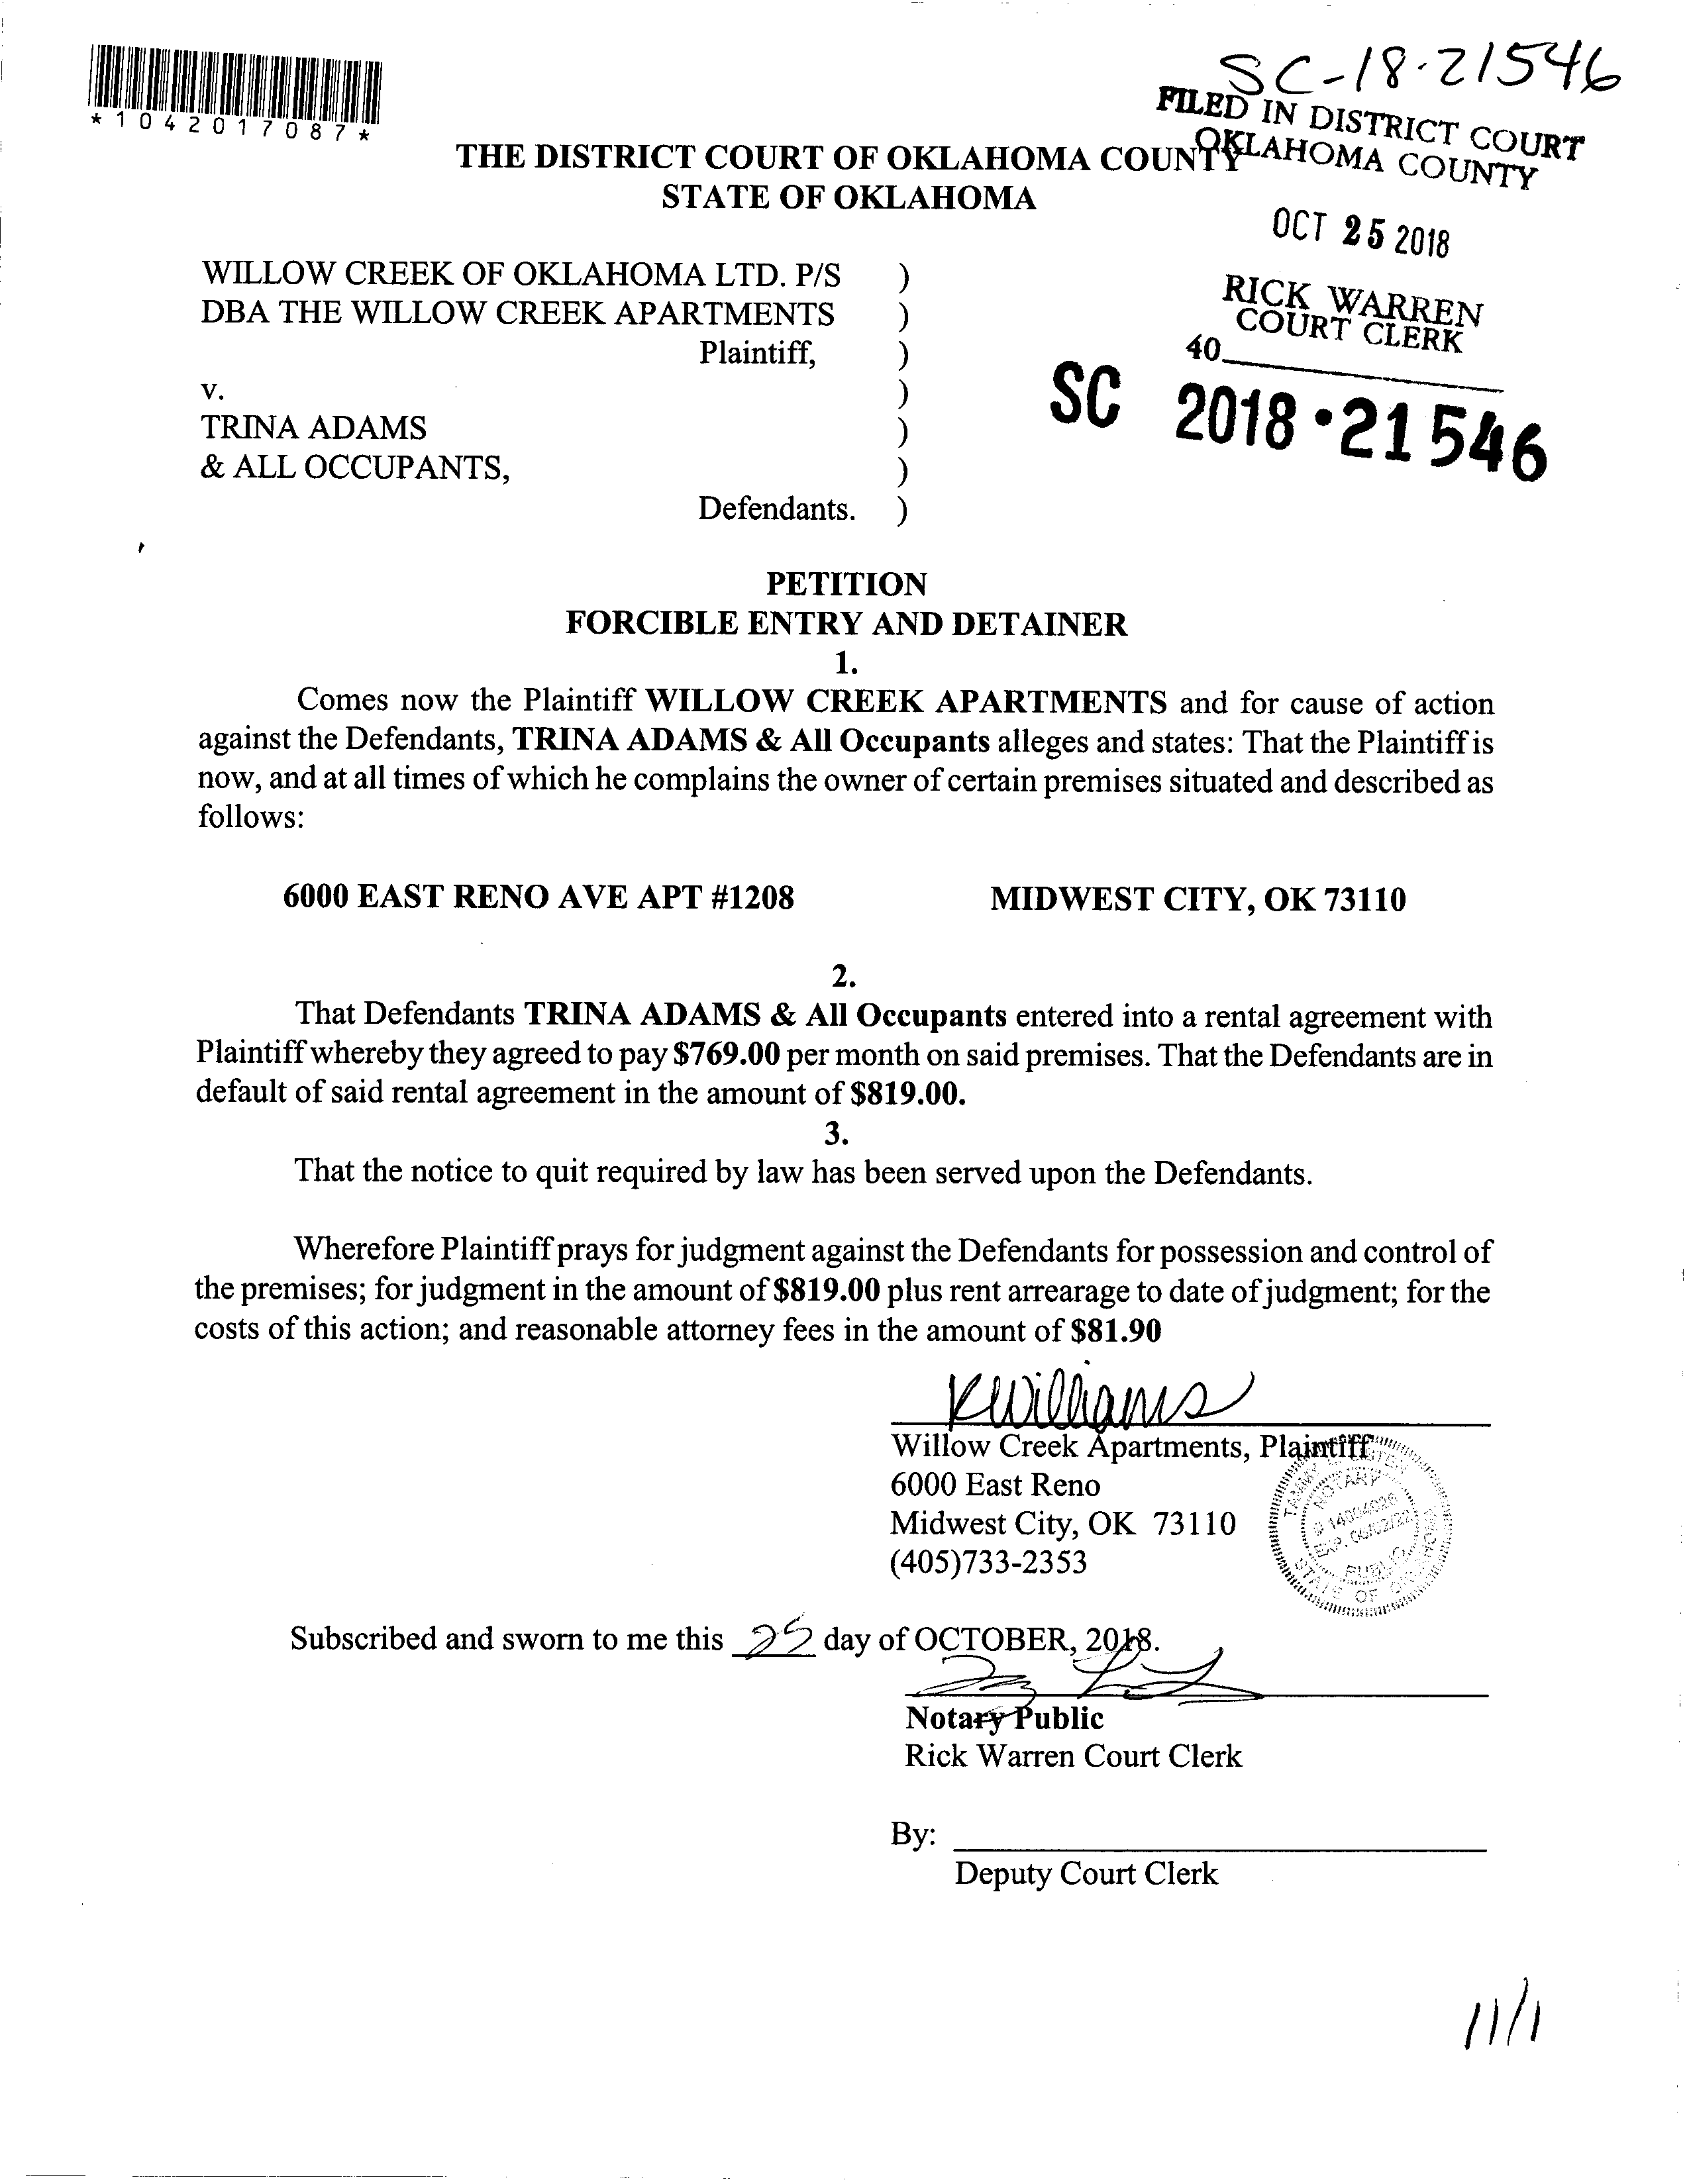 SC-18-21546
*1042017087*
FILED IN DISTRICT COURT
OKLAHOMA COUNTY
THE DISTRICT COURT OF OKLAHOMA COUNTY
STATE OF OKLAHOMA
OCT 25 2018
RICK WARREN
COURT CLERK
40
SC 2018-21546
WILLOW CREEK OF OKLAHOMA LTD. P/S )
DBA THE WILLOW CREEK APARTMENTS )
Plaintiff, )
v. )
TRINA ADAMS )
& ALL OCCUPANTS, )
Defendants. )
PETITION
FORCIBLE ENTRY AND DETAINER
1.
Comes now the Plaintiff WILLOW CREEK APARTMENTS and for cause of action
against the Defendants, TRINA ADAMS & All Occupants alleges and states: That the Plaintiff is
now, and at all times of which he complains the owner of certain premises situated and described as
follows:
6000 EAST RENO AVE APT #1208 MIDWEST CITY, OK 73110
2.
That Defendants TRINA ADAMS & All Occupants entered into a rental agreement with
Plaintiff whereby they agreed to pay $769.00 per month on said premises. That the Defendants are in
default of said rental agreement in the amount of $819.00.
3.
That the notice to quit required by law has been served upon the Defendants.
Wherefore Plaintiff prays for judgment against the Defendants for possession and control of
the premises; for judgment in the amount of $819.00 plus rent arrearage to date of judgment; for the
costs of this action; and reasonable attorney fees in the amount of $81.90
KWilliams
Willow Creek Apartments, Plaintiff
6000 East Reno
Midwest City, OK 73110
(405)733-2353
TAMMY
NOTARY
# 14004026
EXP. 06/02/22
PUBLIC
STATE OF OKLAHOMA
Subscribed and sworn to me this 25 day of OCTOBER, 2018.
Notary Public
Rick Warren Court Clerk
By:
Deputy Court Clerk
11/1